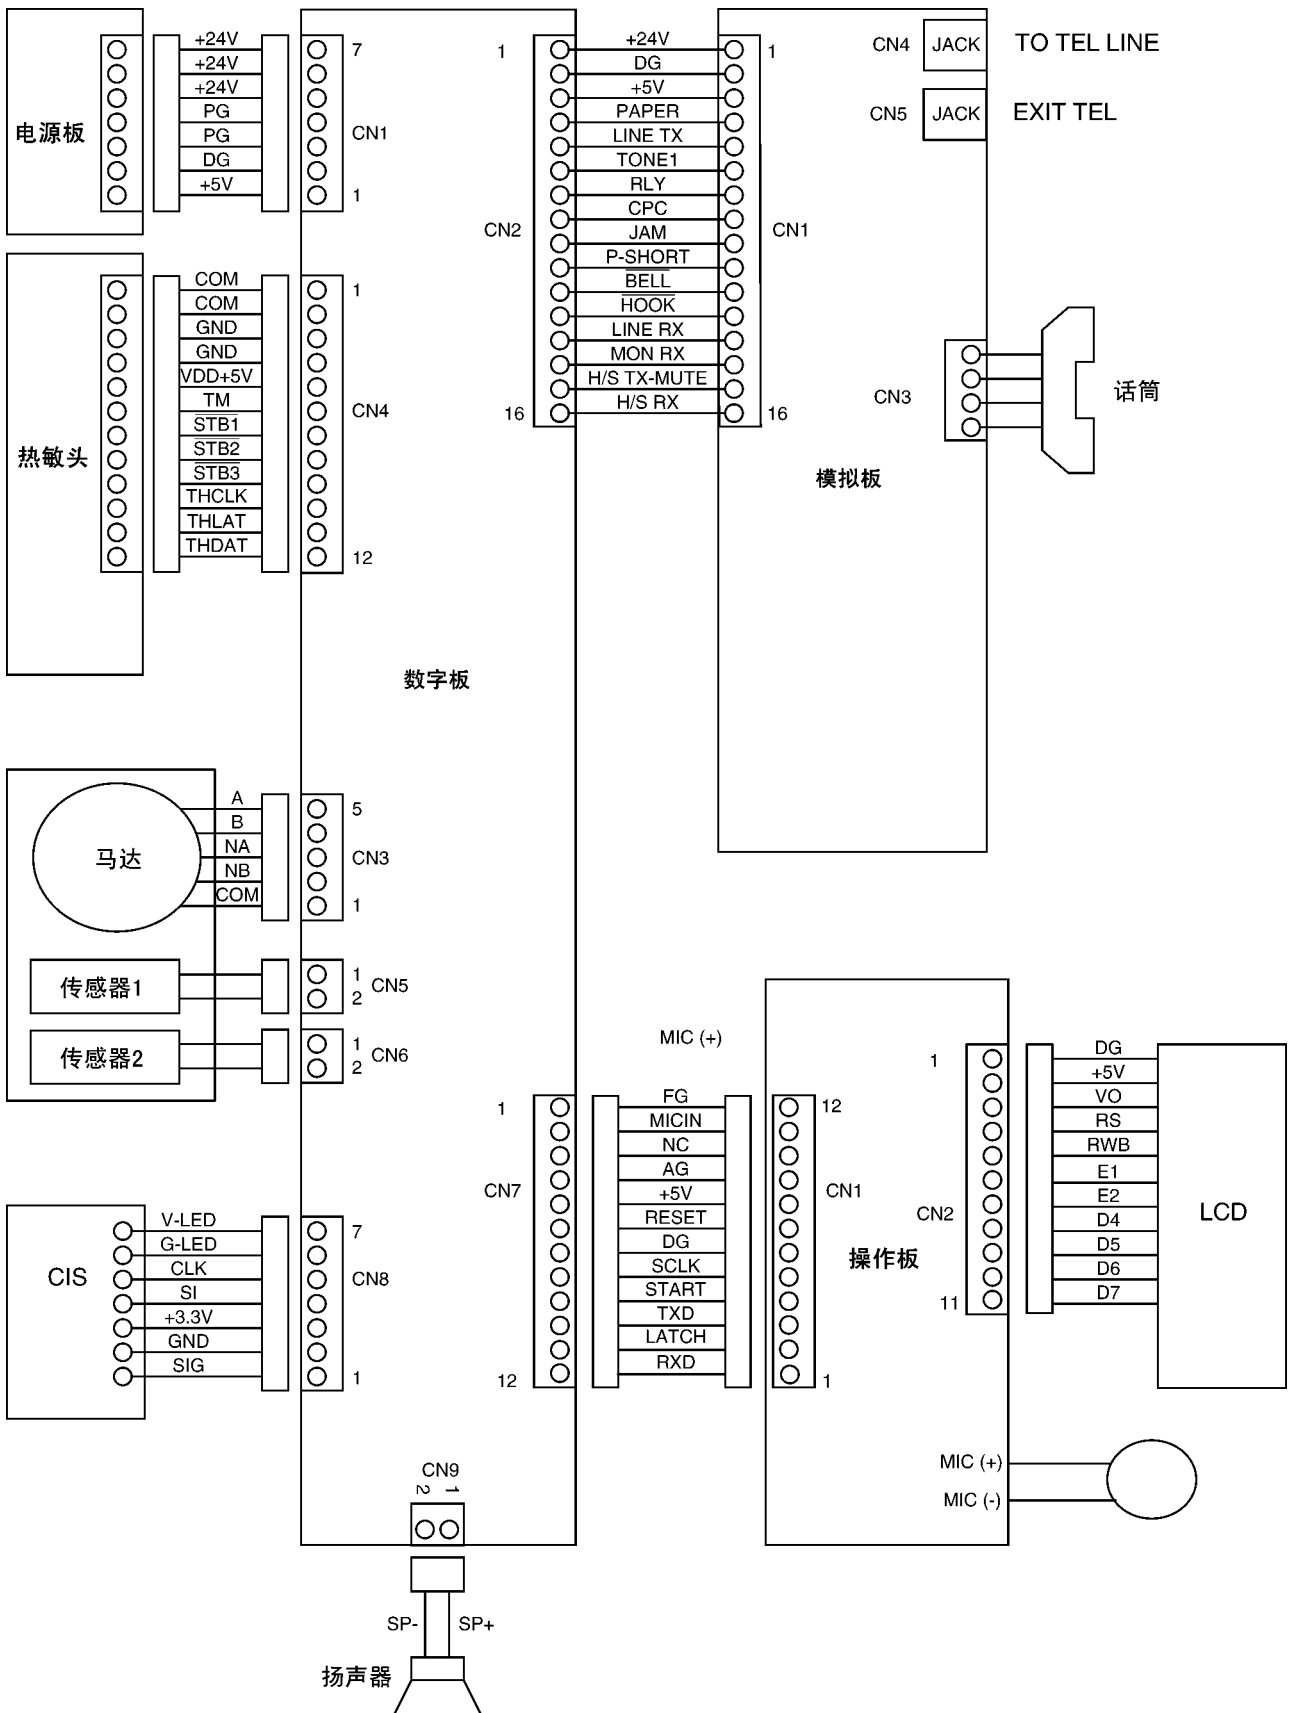 电源板
+24V
+24V
+24V
PG
PG
DG
+5V
7
CN1
1
热敏头
COM
COM
GND
GND
VDD+5V
TM
STB1
STB2
STB3
THCLK
THLAT
THDAT
1
CN4
12
数字板
马达
A
B
NA
NB
COM
5
CN3
1
传感器1
1
2
CN5
传感器2
1
2
CN6
CIS
V-LED
G-LED
CLK
SI
+3.3V
GND
SIG
7
CN8
1
CN9
2
1
SP-
SP+
扬声器
1
CN2
16
+24V
DG
+5V
PAPER
LINE TX
TONE1
RLY
CPC
JAM
P-SHORT
BELL
HOOK
LINE RX
MON RX
H/S TX-MUTE
H/S RX
1
CN1
16
模拟板
CN4
JACK
TO TEL LINE
CN5
JACK
EXIT TEL
CN3
话筒
MIC (+)
1
CN7
12
FG
MICIN
NC
AG
+5V
RESET
DG
SCLK
START
TXD
LATCH
RXD
12
CN1
1
操作板
1
CN2
11
DG
+5V
VO
RS
RWB
E1
E2
D4
D5
D6
D7
LCD
MIC (+)
MIC (-)